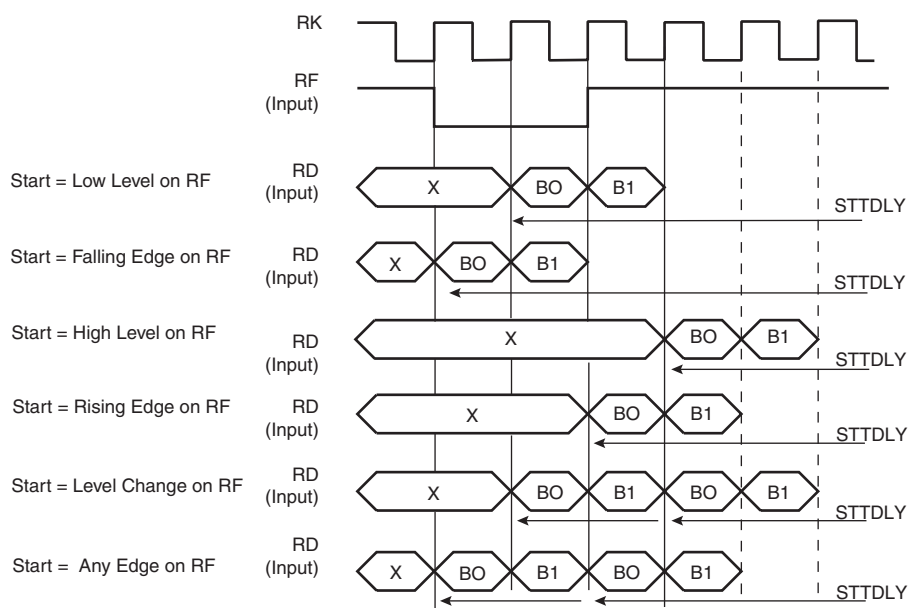 RK
RF
(Input)
Start = Low Level on RF
RD
(Input)
X
BO
B1
STTDLY
Start = Falling Edge on RF
RD
(Input)
X
BO
B1
STTDLY
Start = High Level on RF
RD
(Input)
X
BO
B1
STTDLY
Start = Rising Edge on RF
RD
(Input)
X
BO
B1
STTDLY
Start = Level Change on RF
RD
(Input)
X
BO
B1
BO
B1
STTDLY
Start = Any Edge on RF
RD
(Input)
X
BO
B1
BO
B1
STTDLY